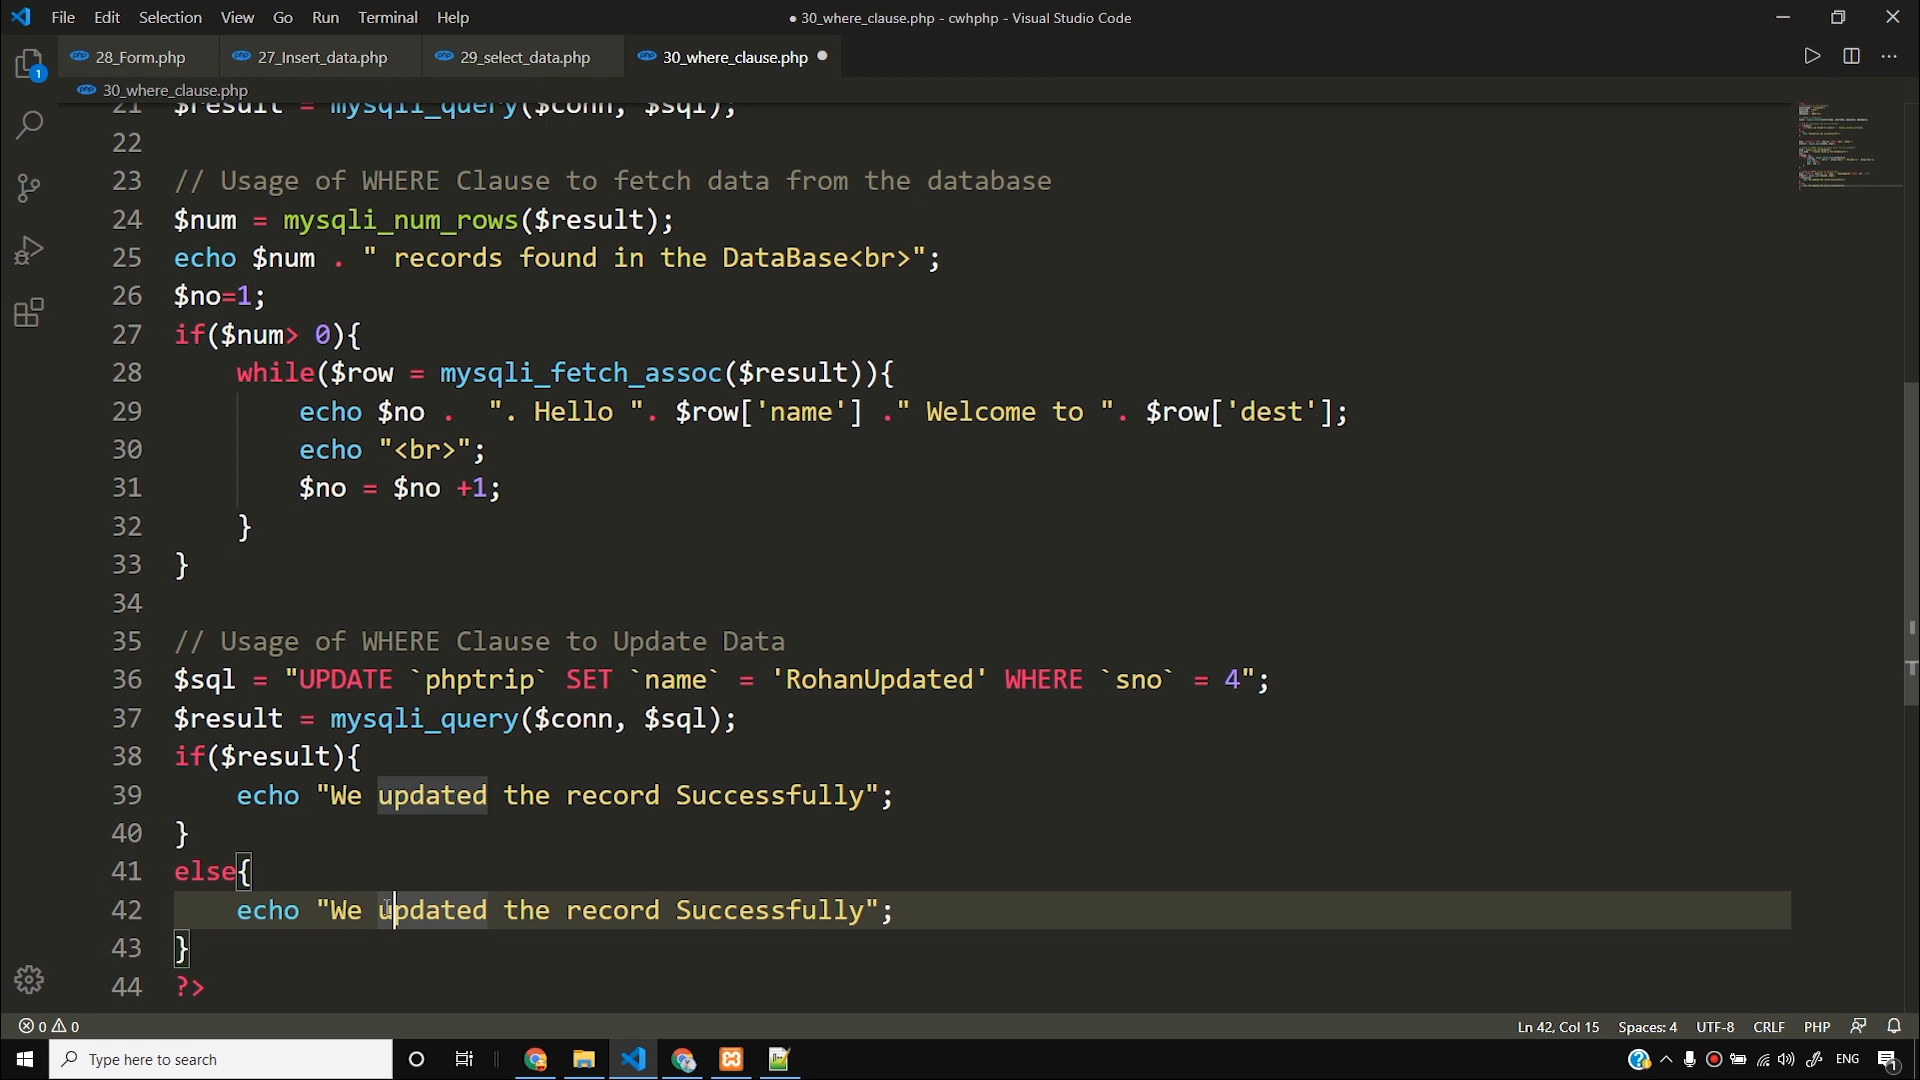 File Edit Selection View Go Run Terminal Help
● 30_where_clause.php - cwhphp - Visual Studio Code
28_Form.php 27_Insert_data.php 29_select_data.php 30_where_clause.php
1
30_where_clause.php
21 $result = mysqli_query($conn, $sql);
22
23 // Usage of WHERE Clause to fetch data from the database
24 $num = mysqli_num_rows($result);
25 echo $num . " records found in the DataBase<br>";
26 $no=1;
27 if($num> 0){
28 while($row = mysqli_fetch_assoc($result)){
29 echo $no .  ". Hello ". $row['name'] ." Welcome to ". $row['dest'];
30 echo "<br>";
31 $no = $no +1;
32 }
33 }
34
35 // Usage of WHERE Clause to Update Data
36 $sql = "UPDATE `phptrip` SET `name` = 'RohanUpdated' WHERE `sno` = 4";
37 $result = mysqli_query($conn, $sql);
38 if($result){
39 echo "We updated the record Successfully";
40 }
41 else{
42 echo "We updated the record Successfully";
43 }
44 ?>
0 0 Ln 42, Col 15 Spaces: 4 UTF-8 CRLF PHP
Type here to search ENG 1